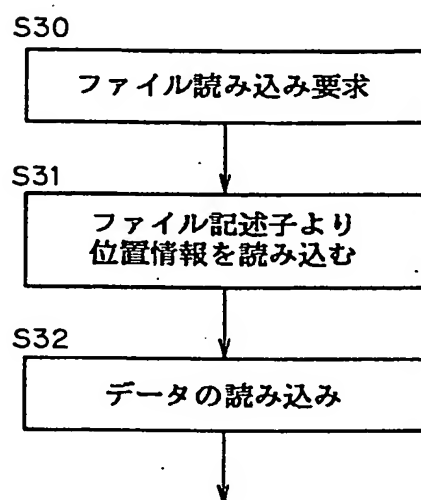 S30
ファイル読み込み要求
S31
ファイル記述子より
位置情報を読み込む
S32
データの読み込み